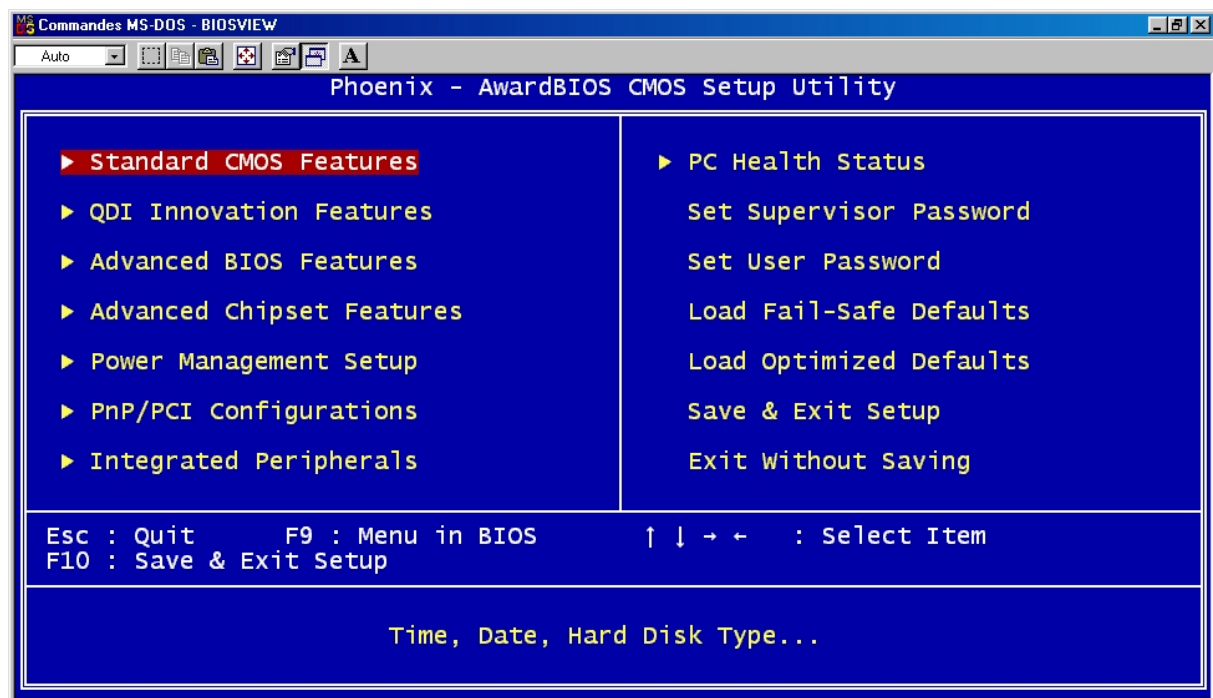 Commandes MS-DOS - BIOSVIEW
Auto
A
Phoenix - AwardBIOS CMOS Setup Utility
▶ Standard CMOS Features
▶ QDI Innovation Features
▶ Advanced BIOS Features
▶ Advanced Chipset Features
▶ Power Management Setup
▶ PnP/PCI Configurations
▶ Integrated Peripherals
▶ PC Health Status
Set Supervisor Password
Set User Password
Load Fail-Safe Defaults
Load Optimized Defaults
Save & Exit Setup
Exit Without Saving
Esc : Quit F9 : Menu in BIOS ↑ ↓ → ← : Select Item
F10 : Save & Exit Setup
Time, Date, Hard Disk Type...